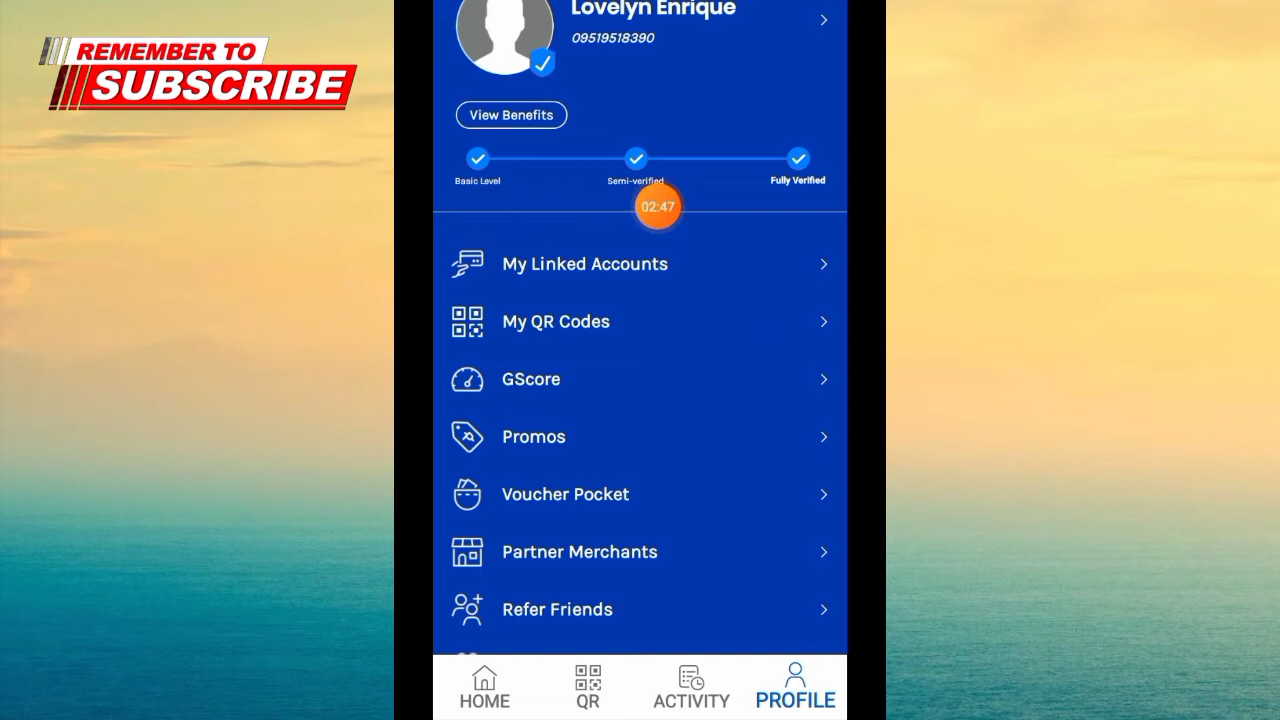 REMEMBER TO
SUBSCRIBE
Lovelyn Enrique
09519518390
View Benefits
Basic Level
Semi-verified
Fully Verified
02:47
My Linked Accounts
My QR Codes
GScore
Promos
Voucher Pocket
Partner Merchants
Refer Friends
HOME
QR
ACTIVITY
PROFILE